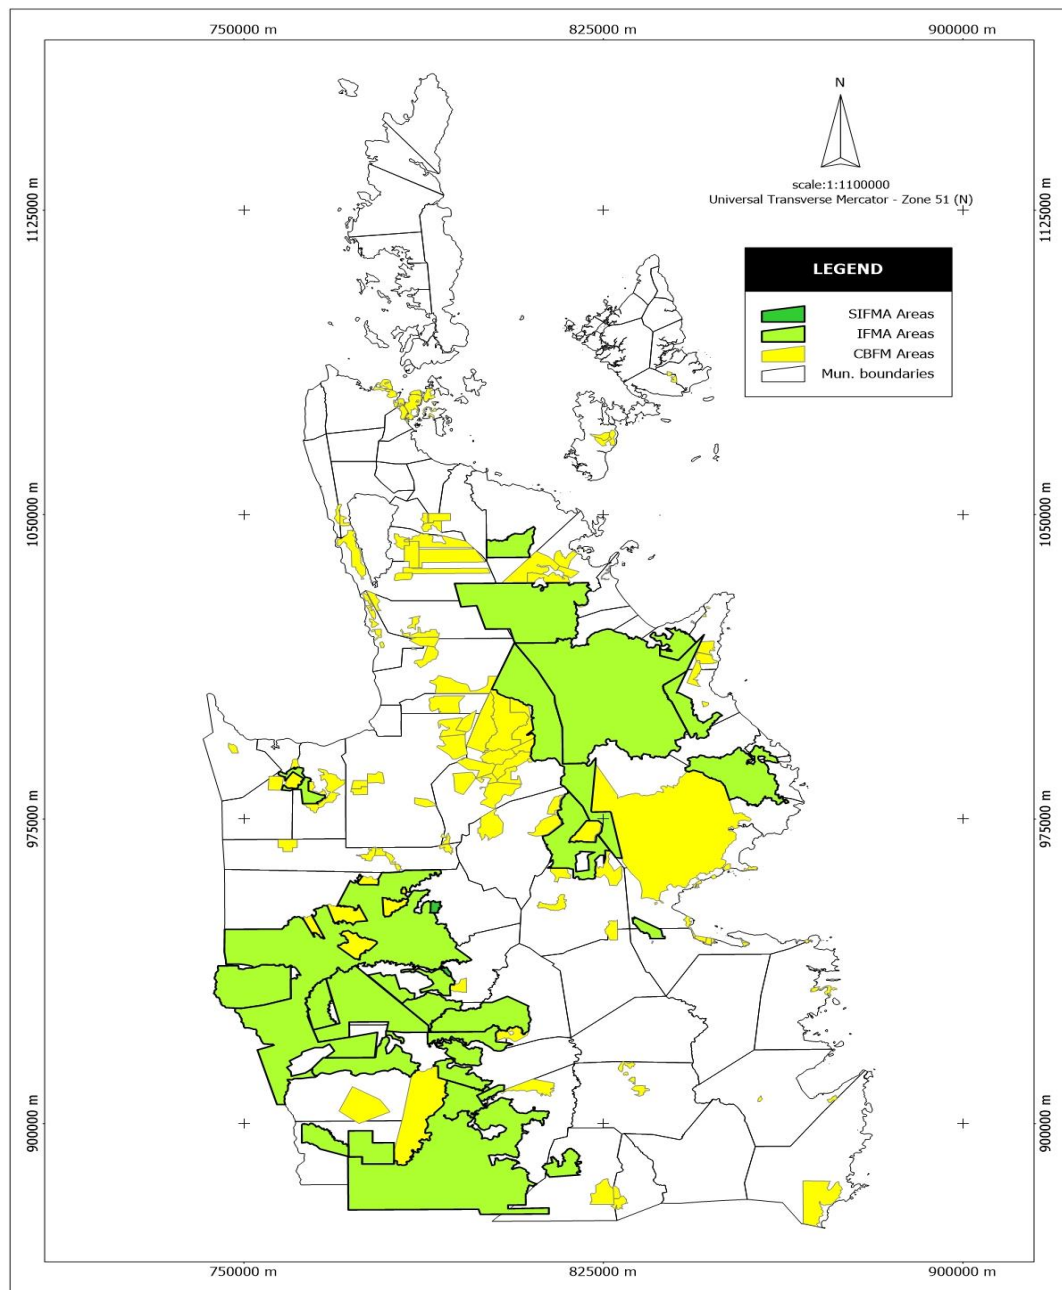 750000 m 825000 m 900000 m
N
scale:1:1100000
Universal Transverse Mercator - Zone 51 (N)
1125000 m 1125000 m
LEGEND
SIFMA Areas
IFMA Areas
CBFM Areas
Mun. boundaries
1050000 m 1050000 m
975000 m 975000 m
900000 m 900000 m
750000 m 825000 m 900000 m